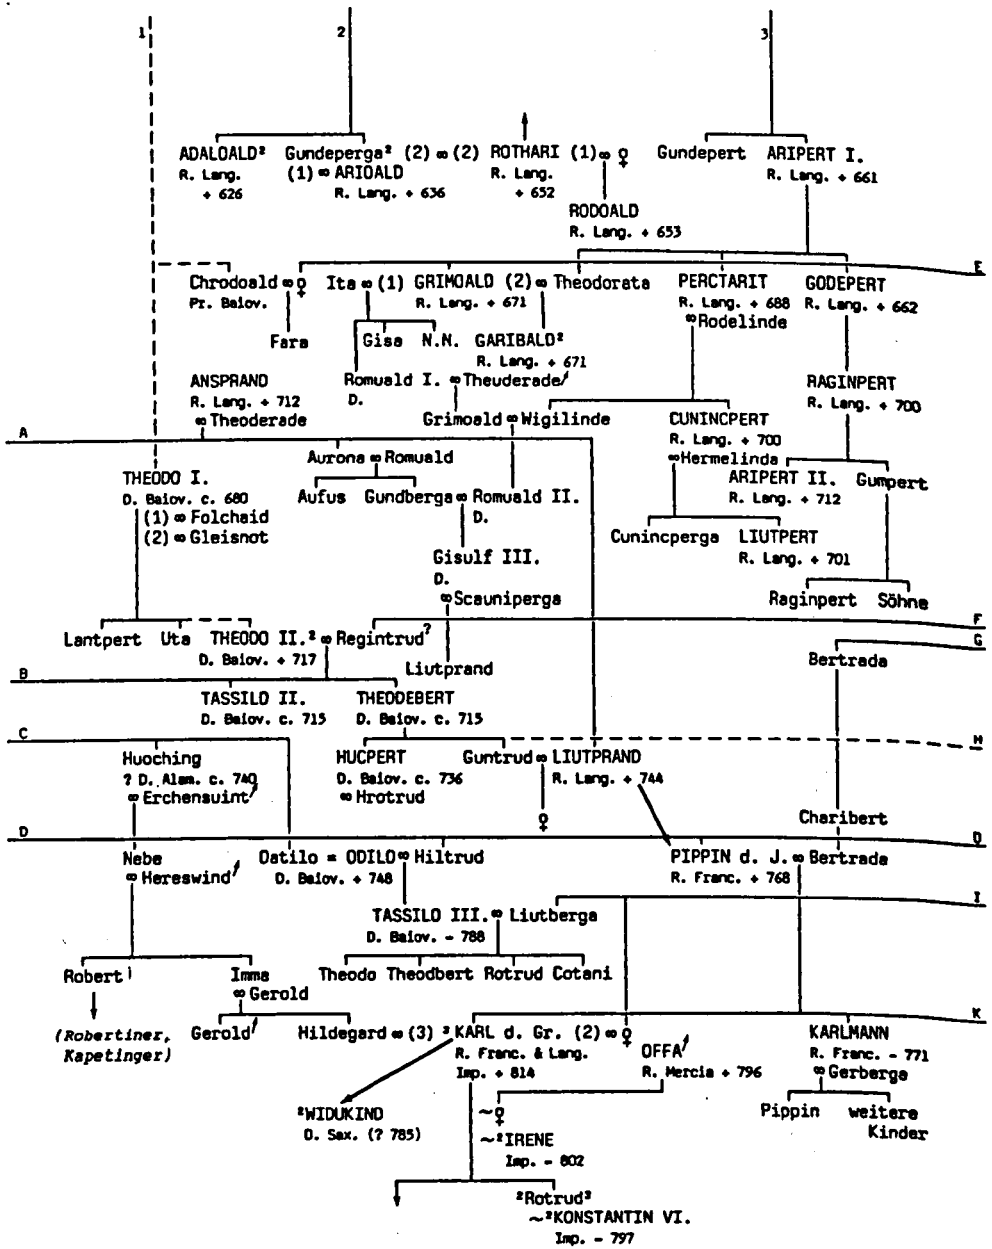 1 2 3
ADALOALD² Gundeperga² (2) ∞ (2) ROTHARI (1) ∞ ♀ Gundepert ARIPERT I.
R. Lang. (1) ∞ ARIOALD R. Lang. R. Lang. + 661
+ 626 R. Lang. + 636 + 652
RODOALD
R. Lang. + 653
E
Chrodoald ∞ ♀ Ita ∞ (1) GRIMOALD (2) ∞ Theodorata PERCTARIT GODEPERT
Pr. Baiov. R. Lang. + 671 R. Lang. + 688 R. Lang. + 662
∞ Rodelinde
Fara Gisa N.N. GARIBALD²
R. Lang. + 671
ANSPRAND Romuald I. ∞ Theuderade RAGINPERT
R. Lang. + 712 D. R. Lang. + 700
∞ Theoderade Grimoald ∞ Wigilinde CUNINCPERT
A R. Lang. + 700
Aurona ∞ Romuald ∞ Hermelinda
THEODO I. ARIPERT II. Gumpert
D. Baiov. c. 680 Aufus Gundberga ∞ Romuald II. R. Lang. + 712
(1) ∞ Folchaid D.
(2) ∞ Gleisnot Cunincperga LIUTPERT
Gisulf III. R. Lang. + 701
D.
∞ Scauniperga Raginpert Söhne
F
Lantpert Uta THEODO II.² ∞ Regintrud? G
D. Baiov. + 717 Liutprand Bertrada
B
TASSILO II. THEODEBERT
D. Baiov. c. 715 D. Baiov. c. 715
C H
Huoching HUCPERT Guntrud ∞ LIUTPRAND
? D. Alam. c. 740 D. Baiov. c. 736 R. Lang. + 744
∞ Erchensuint ∞ Hrotrud
♀ Charibert
D D
Nebe Oatilo = ODILO ∞ Hiltrud PIPPIN d. J. ∞ Bertrada
∞ Hereswind D. Baiov. + 748 R. Franc. + 768
I
TASSILO III. ∞ Liutberga
D. Baiov. - 788
Robert Imma Theodo Theodbert Rotrud Cotani
∞ Gerold
K
(Robertiner, Gerold Hildegard ∞ (3) ² KARL d. Gr. (2) ∞ ♀ KARLMANN
Kapetinger) R. Franc. & Lang. OFFA R. Franc. - 771
Imp. + 814 R. Mercia + 796 ∞ Gerberga
²WIDUKIND ~♀ Pippin weitere
D. Sax. (? 785) Kinder
~²IRENE
Imp. - 802
²Rotrud²
~²KONSTANTIN VI.
Imp. - 797